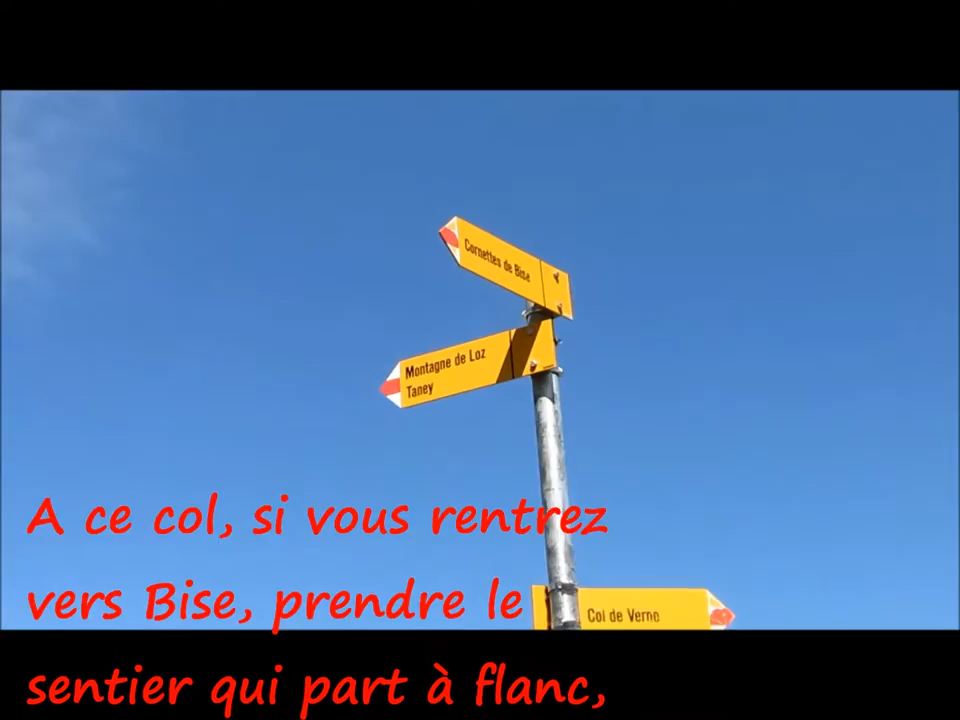 Cornettes de Bise
Montagne de Loz
Taney
A ce col, si vous rentrez
vers Bise, prendre le
Col de Verne
sentier qui part à flanc,